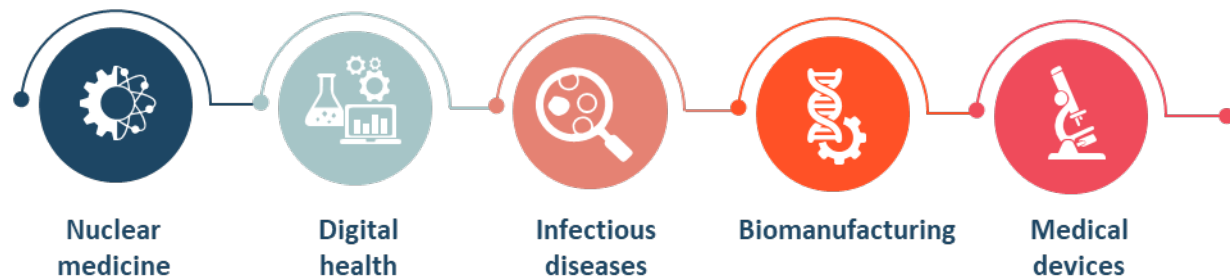 Nuclear
medicine
Digital
health
Infectious
diseases
Biomanufacturing
Medical
devices